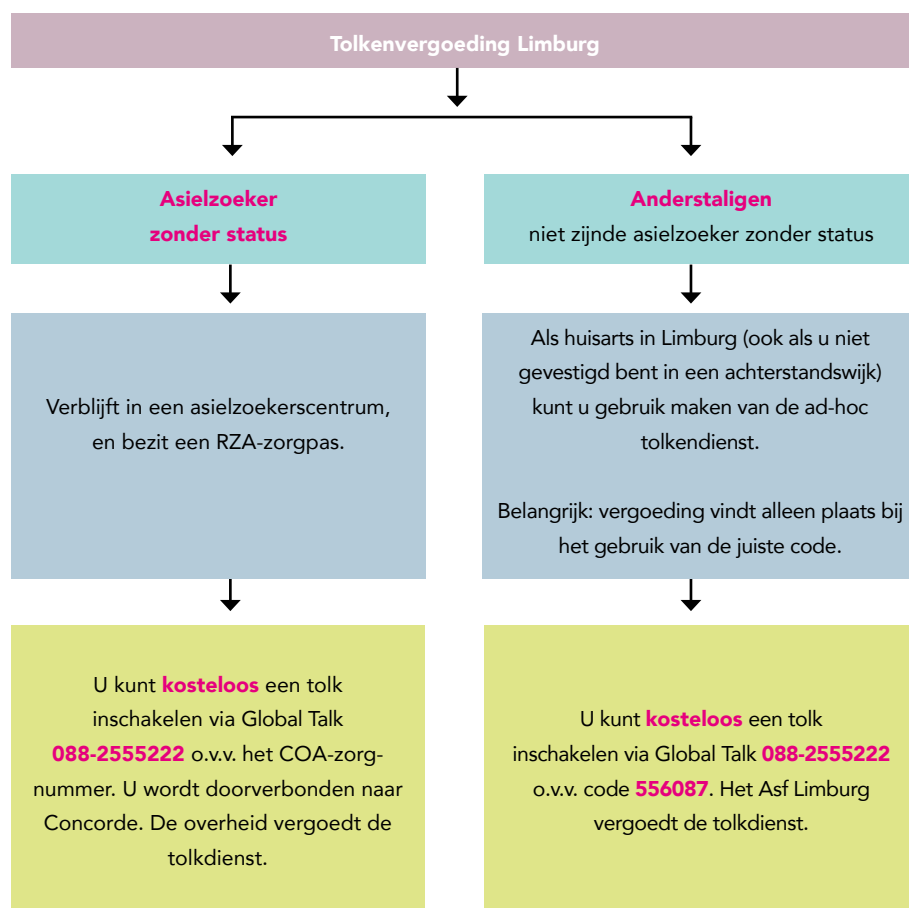 Tolkenvergoeding Limburg
Asielzoeker
zonder status
Verblijft in een asielzoekerscentrum,
en bezit een RZA-zorgpas.
U kunt kosteloos een tolk
inschakelen via Global Talk
088-2555222 o.v.v. het COA-zorg-
nummer. U wordt doorverbonden naar
Concorde. De overheid vergoedt de
tolkdienst.
Anderstaligen
niet zijnde asielzoeker zonder status
Als huisarts in Limburg (ook als u niet
gevestigd bent in een achterstandswijk)
kunt u gebruik maken van de ad-hoc
tolkendienst.
Belangrijk: vergoeding vindt alleen plaats bij
het gebruik van de juiste code.
U kunt kosteloos een tolk
inschakelen via Global Talk 088-2555222
o.v.v. code 556087. Het Asf Limburg
vergoedt de tolkdienst.